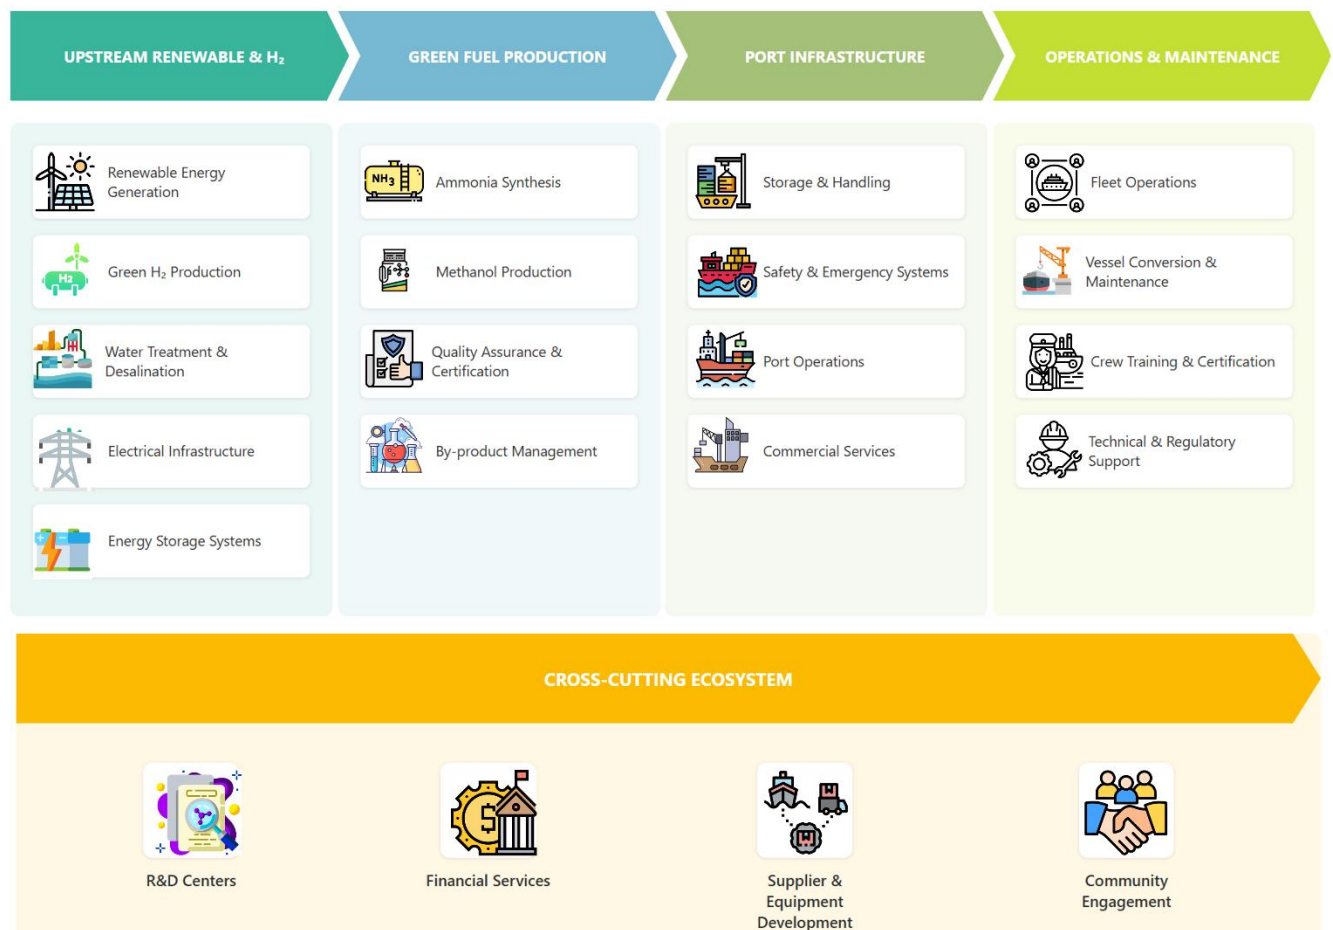 UPSTREAM RENEWABLE & H₂
GREEN FUEL PRODUCTION
PORT INFRASTRUCTURE
OPERATIONS & MAINTENANCE
Renewable Energy
Generation
Green H₂ Production
H2
Water Treatment &
Desalination
Electrical Infrastructure
Energy Storage Systems
NH3
Ammonia Synthesis
Methanol Production
Quality Assurance &
Certification
By-product Management
Storage & Handling
Safety & Emergency Systems
Port Operations
Commercial Services
Fleet Operations
Vessel Conversion &
Maintenance
Crew Training & Certification
Technical & Regulatory
Support
CROSS-CUTTING ECOSYSTEM
R&D Centers
Financial Services
Supplier &
Equipment
Development
Community
Engagement